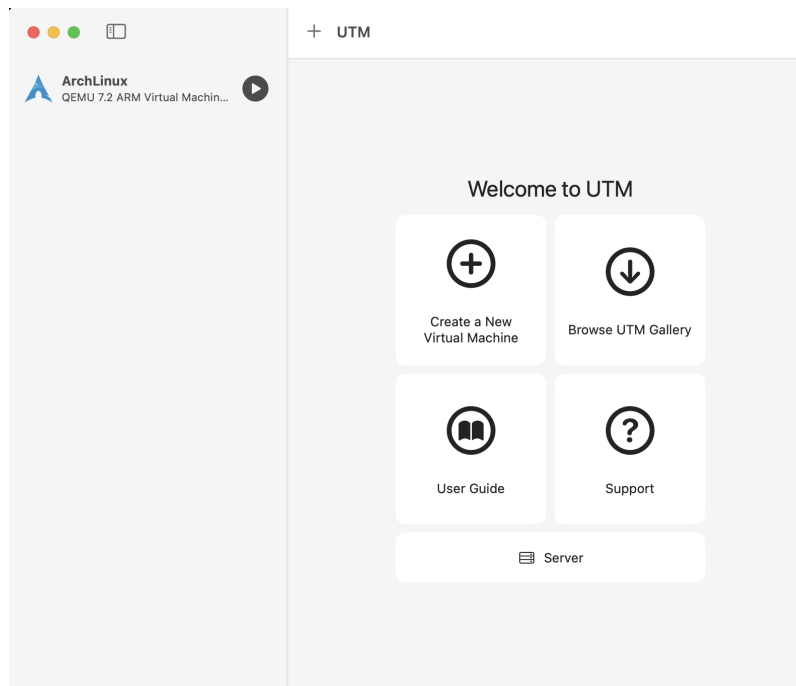 UTM
ArchLinux
QEMU 7.2 ARM Virtual Machin...
Welcome to UTM
Create a New
Virtual Machine
Browse UTM Gallery
User Guide
Support
Server